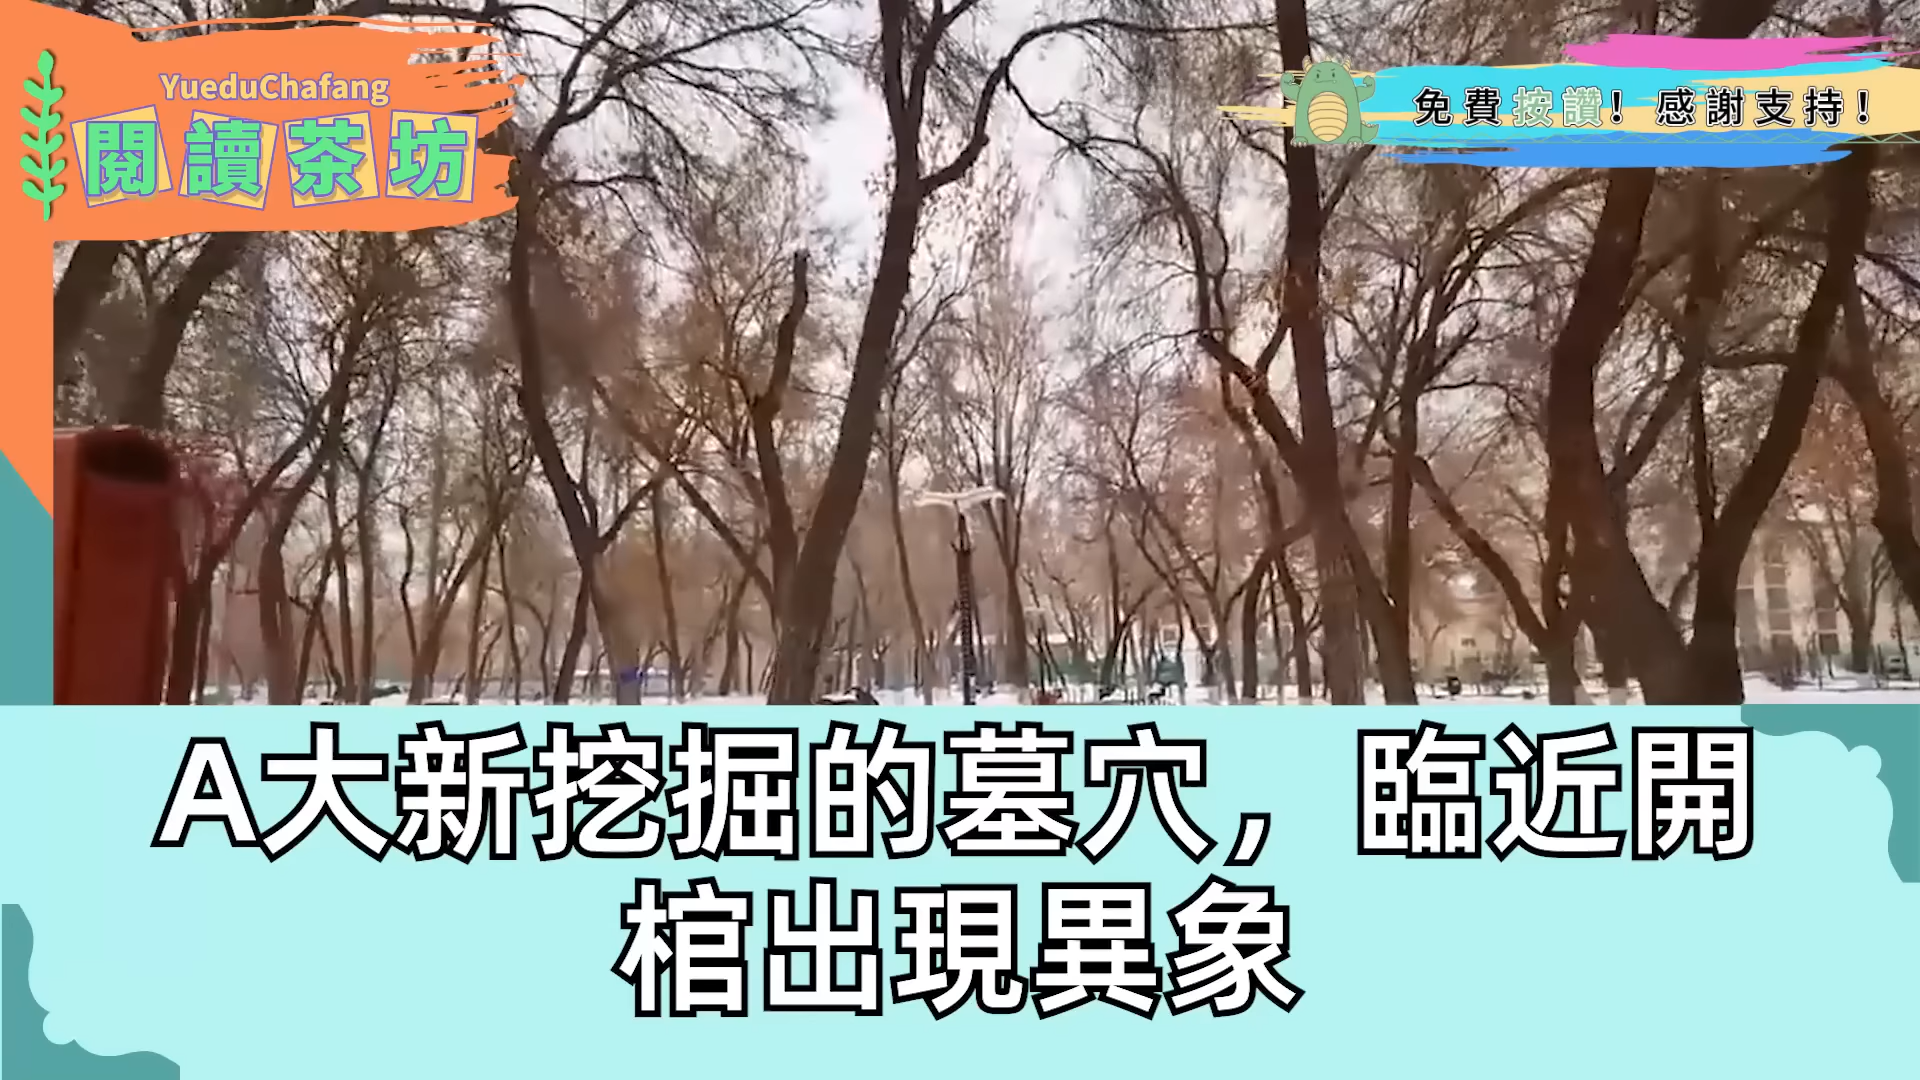 YueduChafang
閱讀茶坊
免費按讚！感謝支持！
A大新挖掘的墓穴，臨近開
棺出現異象